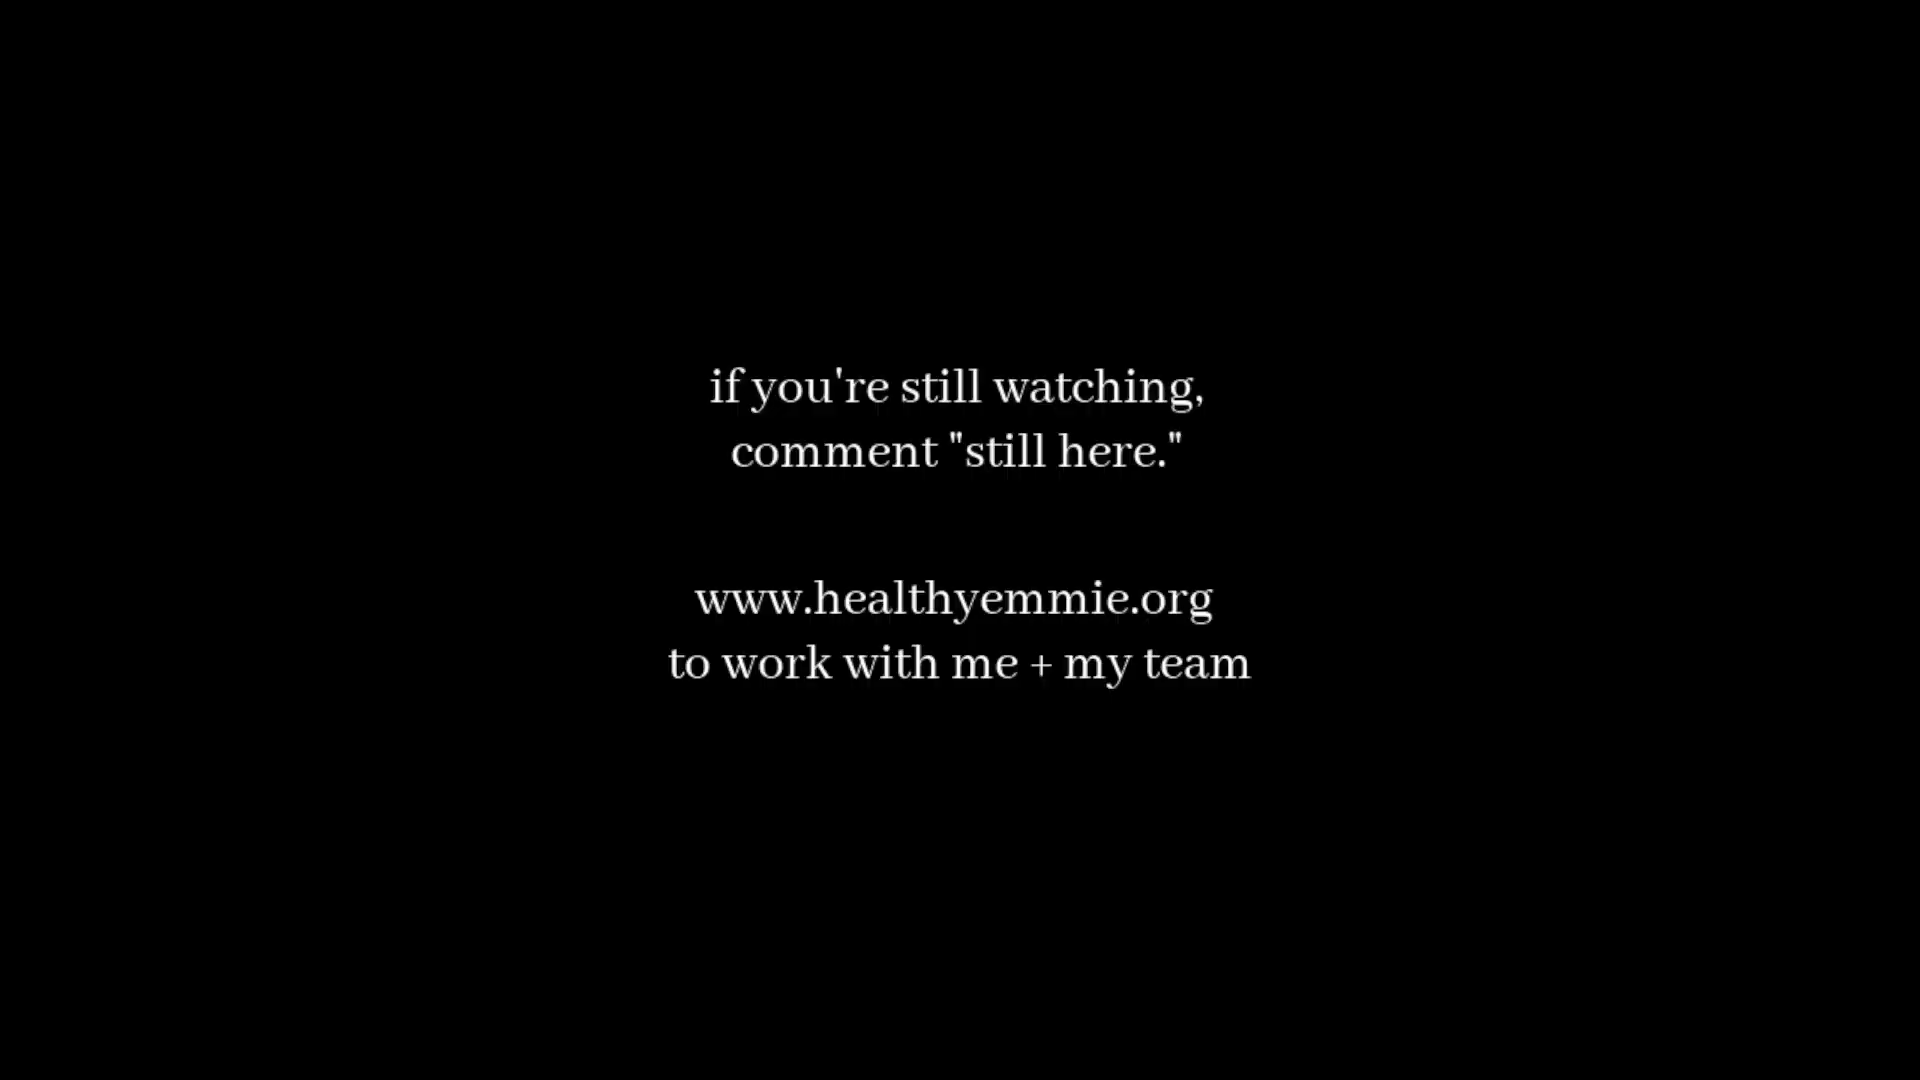 if you're still watching,
comment "still here."
www.healthyemmie.org
to work with me + my team